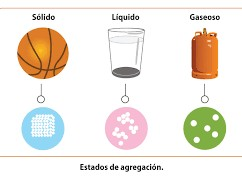 Sólido Líquido Gaseoso
Estados de agregación.